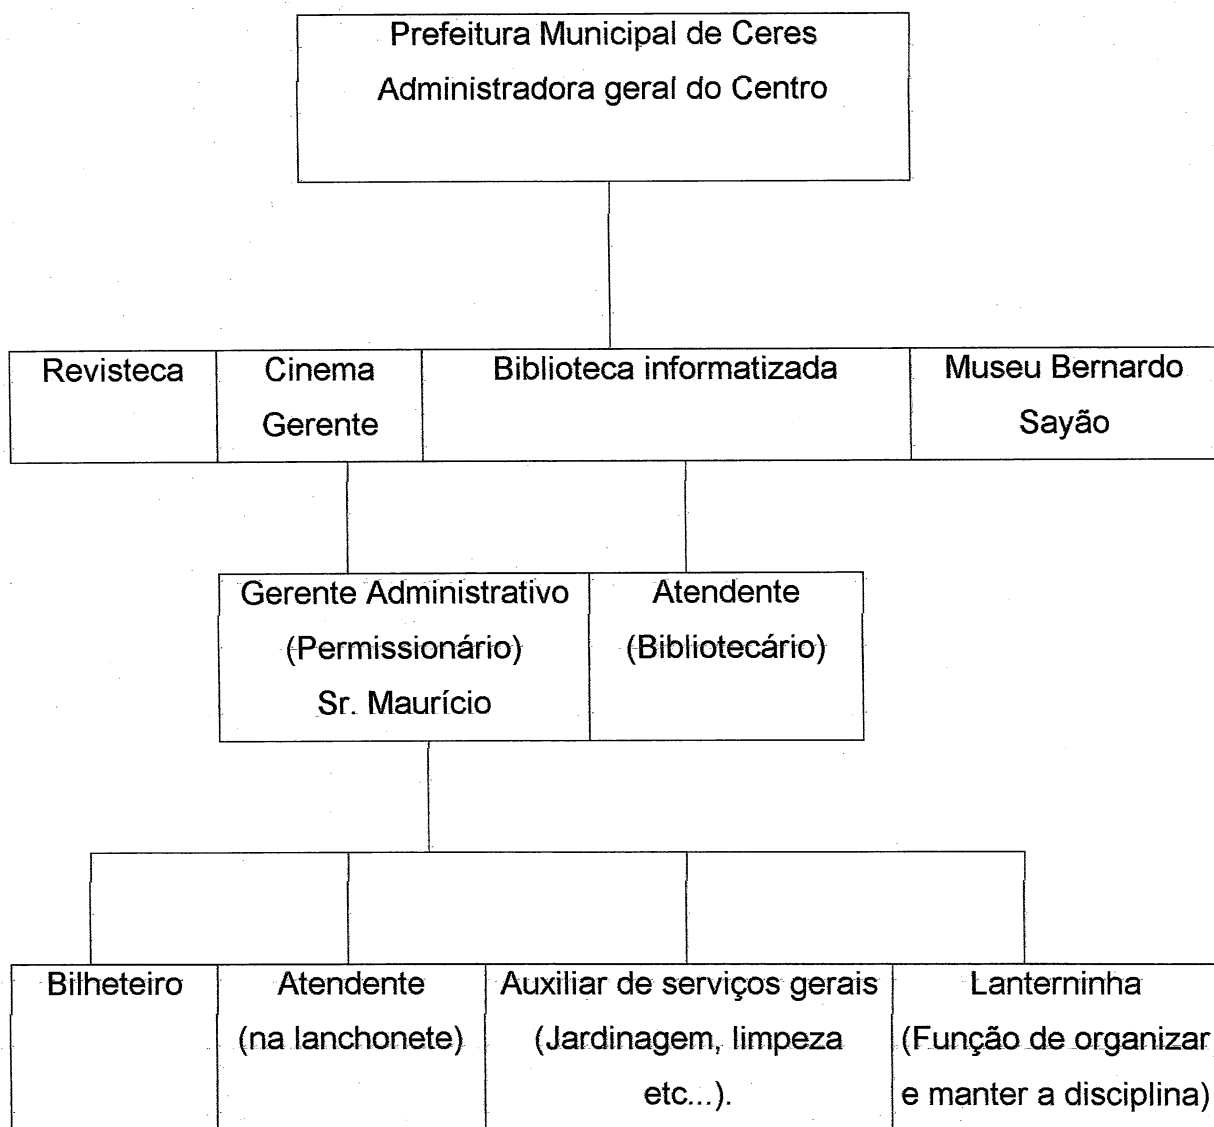 Prefeitura Municipal de Ceres
Administradora geral do Centro
Revisteca
Cinema
Gerente
Biblioteca informatizada
Museu Bernardo
Sayão
Gerente Administrativo
(Permissionário)
Sr. Maurício
Atendente
(Bibliotecário)
Bilheteiro
Atendente
(na lanchonete)
Auxiliar de serviços gerais
(Jardinagem, limpeza
etc...).
Lanterninha
(Função de organizar
e manter a disciplina)